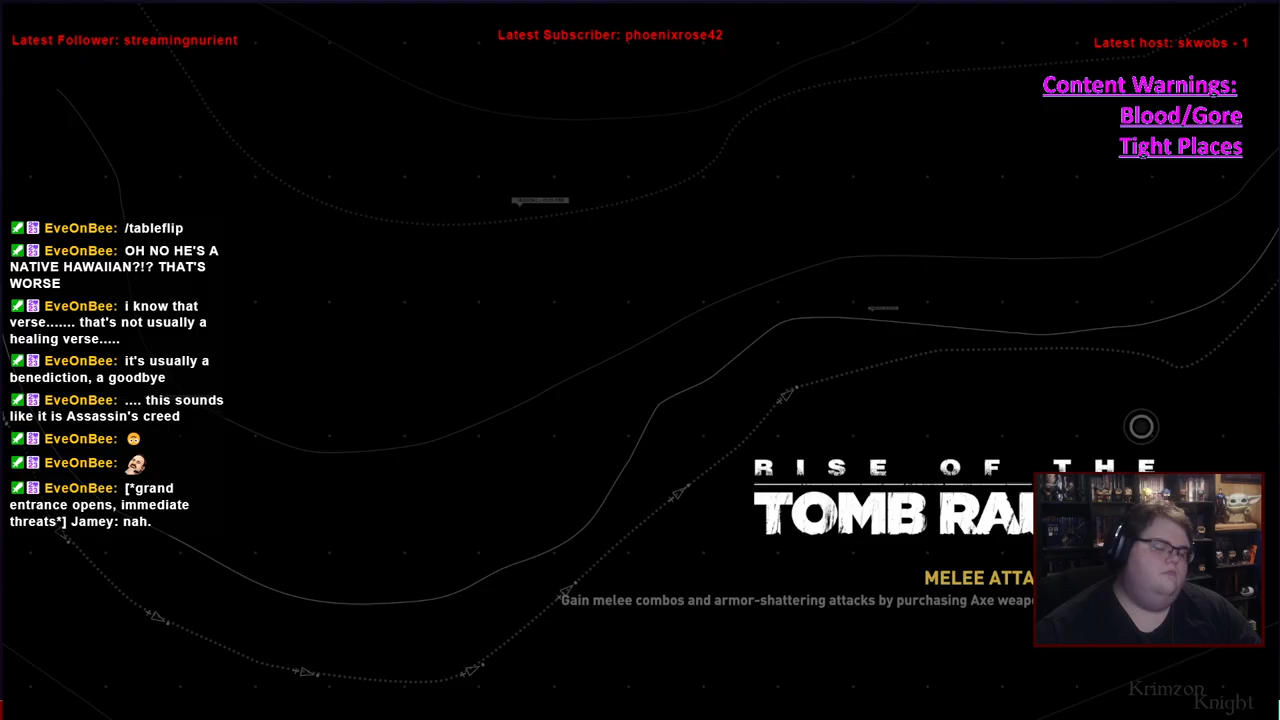 Latest Follower: streamingnurient
Latest Subscriber: phoenixrose42
Latest host: skwobs - 1
Content Warnings:
Blood/Gore
Tight Places
EveOnBee: /tableflip
EveOnBee: OH NO HE'S A
NATIVE HAWAIIAN?!? THAT'S
WORSE
EveOnBee: i know that
verse....... that's not usually a
healing verse.....
EveOnBee: it's usually a
benediction, a goodbye
EveOnBee: .... this sounds
like it is Assassin's creed
EveOnBee:
EveOnBee:
EveOnBee: [*grand
entrance opens, immediate
threats*] Jamey: nah.
RISE OF THE
TOMB RAI
MELEE ATTA
Gain melee combos and armor-shattering attacks by purchasing Axe weap
Krimzon
Knight